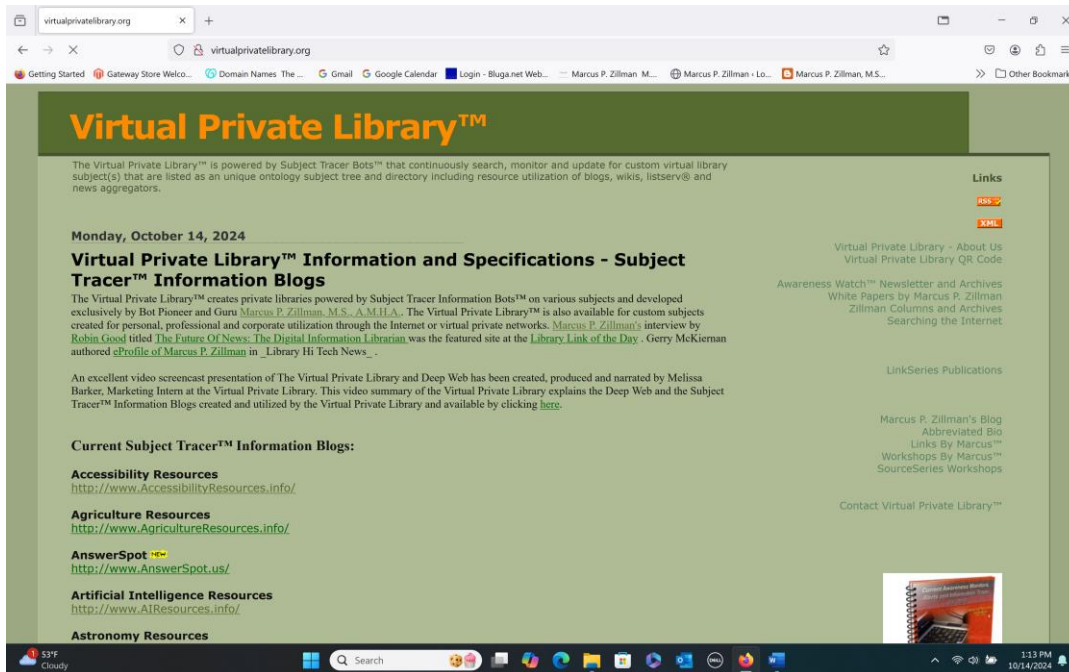 virtualprivatelibrary.org
virtualprivatelibrary.org
Getting Started Gateway Store Welco... Domain Names The ... Gmail Google Calendar Login - Bluga.net Web... Marcus P. Zillman M.... Marcus P. Zillman ‹ Lo... Marcus P. Zillman, M.S... Other Bookmark
Virtual Private Library™
The Virtual Private Library™ is powered by Subject Tracer Bots™ that continuously search, monitor and update for custom virtual library
subject(s) that are listed as an unique ontology subject tree and directory including resource utilization of blogs, wikis, listserv® and
news aggregators.
Monday, October 14, 2024
Virtual Private Library™ Information and Specifications - Subject
Tracer™ Information Blogs
The Virtual Private Library™ creates private libraries powered by Subject Tracer Information Bots™ on various subjects and developed
exclusively by Bot Pioneer and Guru Marcus P. Zillman, M.S., A.M.H.A.. The Virtual Private Library™ is also available for custom subjects
created for personal, professional and corporate utilization through the Internet or virtual private networks. Marcus P. Zillman's interview by
Robin Good titled The Future Of News: The Digital Information Librarian was the featured site at the Library Link of the Day . Gerry McKiernan
authored eProfile of Marcus P. Zillman in _Library Hi Tech News_ .
An excellent video screencast presentation of The Virtual Private Library and Deep Web has been created, produced and narrated by Melissa
Barker, Marketing Intern at the Virtual Private Library. This video summary of the Virtual Private Library explains the Deep Web and the Subject
Tracer™ Information Blogs created and utilized by the Virtual Private Library and available by clicking here.
Current Subject Tracer™ Information Blogs:
Accessibility Resources
http://www.AccessibilityResources.info/
Agriculture Resources
http://www.AgricultureResources.info/
AnswerSpot NEW
http://www.AnswerSpot.us/
Artificial Intelligence Resources
http://www.AIResources.info/
Astronomy Resources
Links
RSS
XML
Virtual Private Library - About Us
Virtual Private Library QR Code
Awareness Watch™ Newsletter and Archives
White Papers by Marcus P. Zillman
Zillman Columns and Archives
Searching the Internet
LinkSeries Publications
Marcus P. Zillman's Blog
Abbreviated Bio
Links By Marcus™
Workshops By Marcus™
SourceSeries Workshops
Contact Virtual Private Library™
1
53°F
Cloudy
Search
1:13 PM
10/14/2024